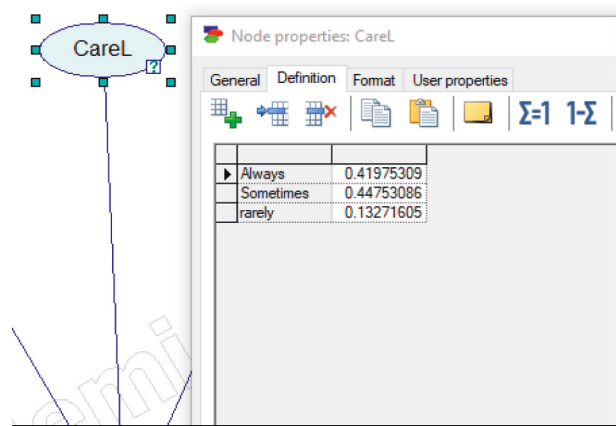 CareL
?
Node properties: CareL
General Definition Format User properties
Σ=1 1-Σ
Always 0.41975309
Sometimes 0.44753086
rarely 0.13271605
emi